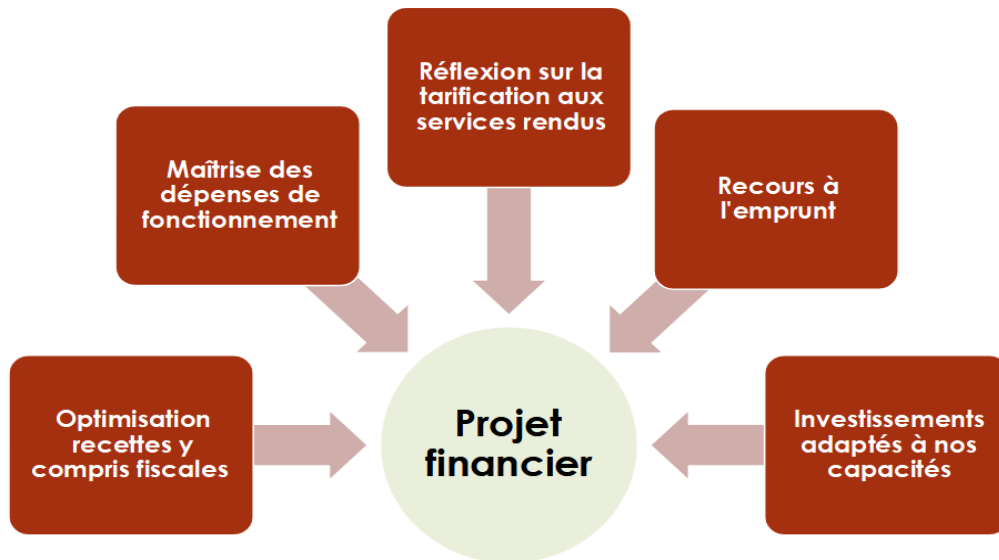 Réflexion sur la
tarification aux
services rendus
Maîtrise des
dépenses de
fonctionnement
Recours à
l'emprunt
Optimisation
recettes y
compris fiscales
Projet
financier
Investissements
adaptés à nos
capacités